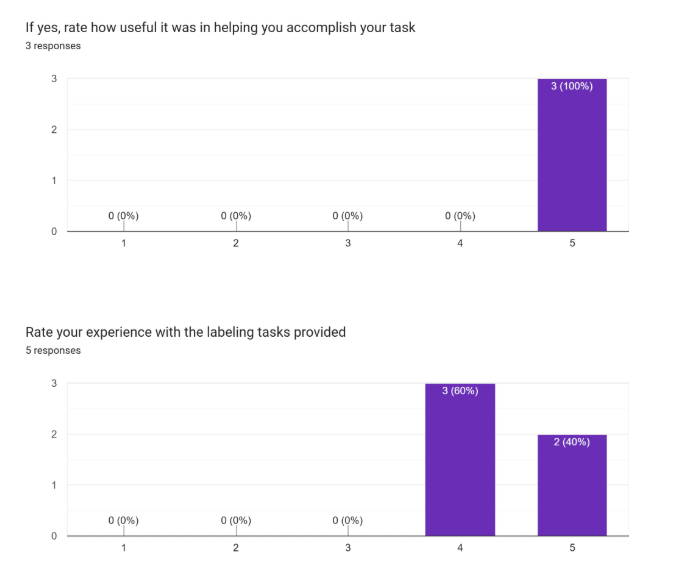 If yes, rate how useful it was in helping you accomplish your task
3 responses
3
3 (100%)
2
1
0 (0%) 0 (0%) 0 (0%) 0 (0%)
0
1 2 3 4 5
Rate your experience with the labeling tasks provided
5 responses
3
3 (60%)
2
2 (40%)
1
0 (0%) 0 (0%) 0 (0%)
0
1 2 3 4 5